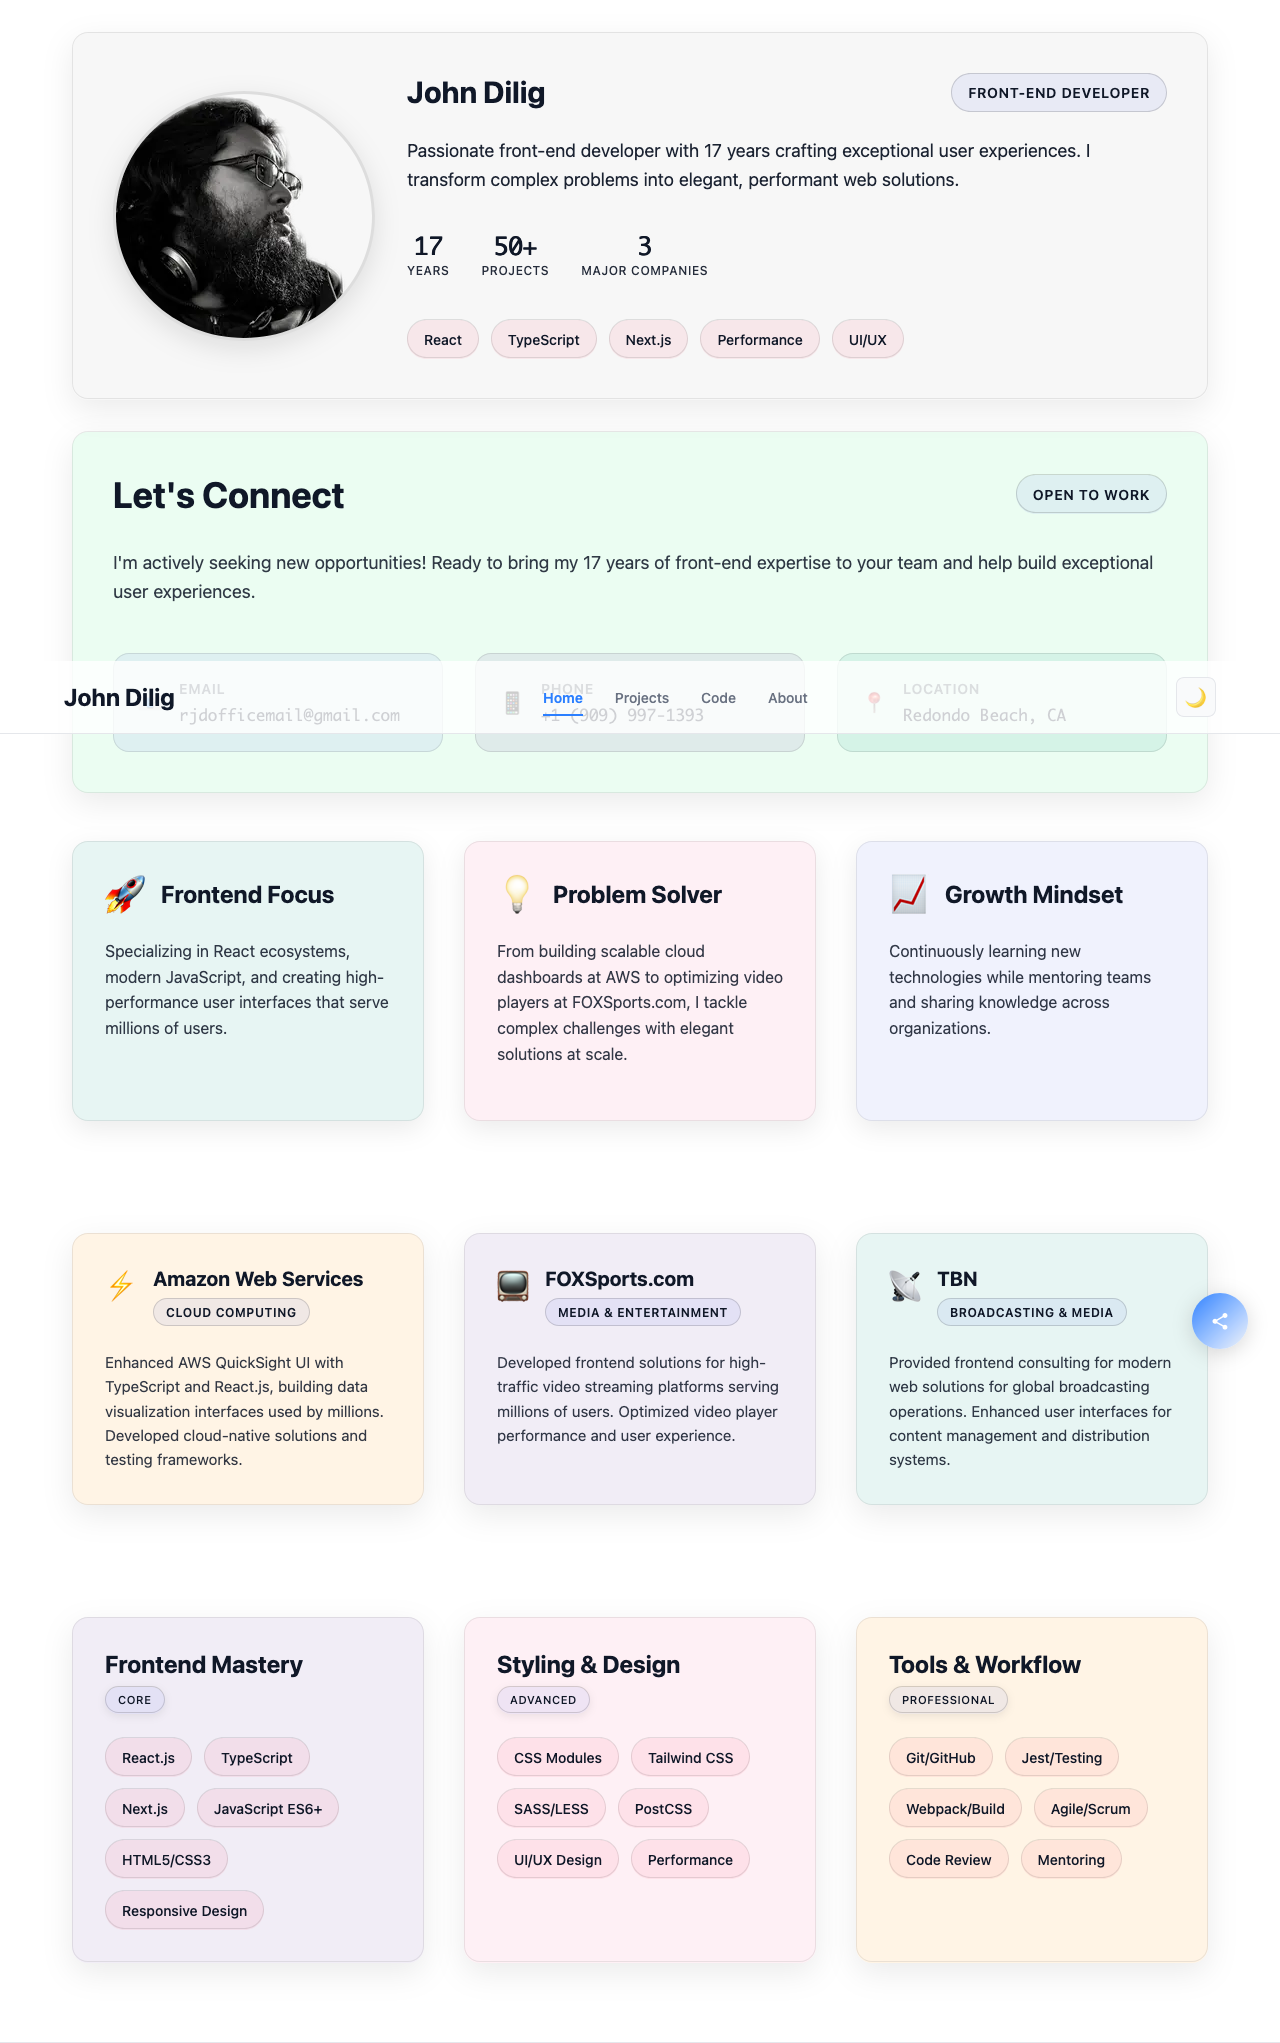 John Dilig
FRONT-END DEVELOPER
Passionate front-end developer with 17 years crafting exceptional user experiences. I
transform complex problems into elegant, performant web solutions.
17
YEARS
50+
PROJECTS
3
MAJOR COMPANIES
React
TypeScript
Next.js
Performance
UI/UX
Let's Connect
OPEN TO WORK
I'm actively seeking new opportunities! Ready to bring my 17 years of front-end expertise to your team and help build exceptional
user experiences.
John Dilig
Home
Projects
Code
About
EMAIL
rjdofficemail@gmail.com
PHONE
+1 (909) 997-1393
LOCATION
Redondo Beach, CA
Frontend Focus
Specializing in React ecosystems,
modern JavaScript, and creating high-
performance user interfaces that serve
millions of users.
Problem Solver
From building scalable cloud
dashboards at AWS to optimizing video
players at FOXSports.com, I tackle
complex challenges with elegant
solutions at scale.
Growth Mindset
Continuously learning new
technologies while mentoring teams
and sharing knowledge across
organizations.
Amazon Web Services
CLOUD COMPUTING
Enhanced AWS QuickSight UI with
TypeScript and React.js, building data
visualization interfaces used by millions.
Developed cloud-native solutions and
testing frameworks.
FOXSports.com
MEDIA & ENTERTAINMENT
Developed frontend solutions for high-
traffic video streaming platforms serving
millions of users. Optimized video player
performance and user experience.
TBN
BROADCASTING & MEDIA
Provided frontend consulting for modern
web solutions for global broadcasting
operations. Enhanced user interfaces for
content management and distribution
systems.
Frontend Mastery
CORE
React.js
TypeScript
Next.js
JavaScript ES6+
HTML5/CSS3
Responsive Design
Styling & Design
ADVANCED
CSS Modules
Tailwind CSS
SASS/LESS
PostCSS
UI/UX Design
Performance
Tools & Workflow
PROFESSIONAL
Git/GitHub
Jest/Testing
Webpack/Build
Agile/Scrum
Code Review
Mentoring